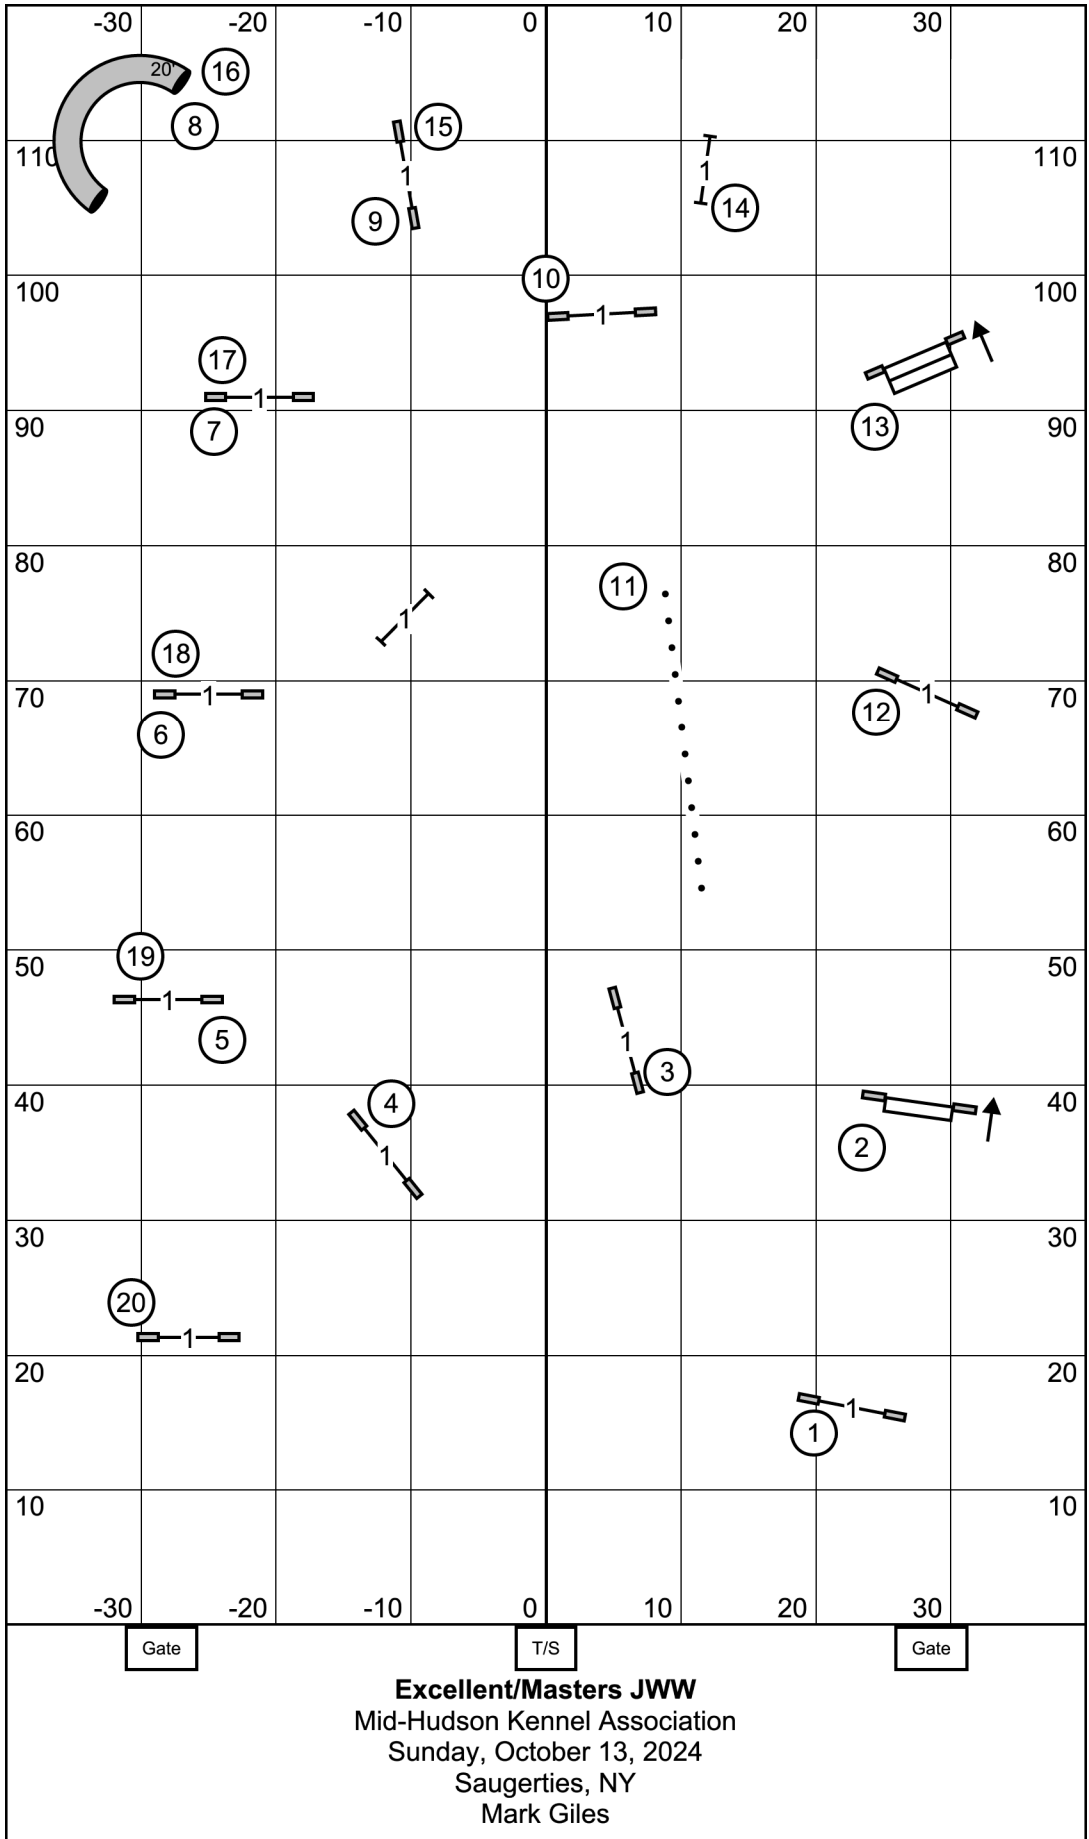 -30 -20 -10 0 10 20 30
20' 16
8 15
110 1 1 110
9 14
10
100 1 100
17
1
90 7 13 90
80 11 80
1
18
70 1 1 70
6 12
60 60
19
50 1 50
5 1 3
40 4 40
1 2
30 30
20
1
20 1 20
1
10 10
-30 -20 -10 0 10 20 30
Gate T/S Gate
Excellent/Masters JWW
Mid-Hudson Kennel Association
Sunday, October 13, 2024
Saugerties, NY
Mark Giles